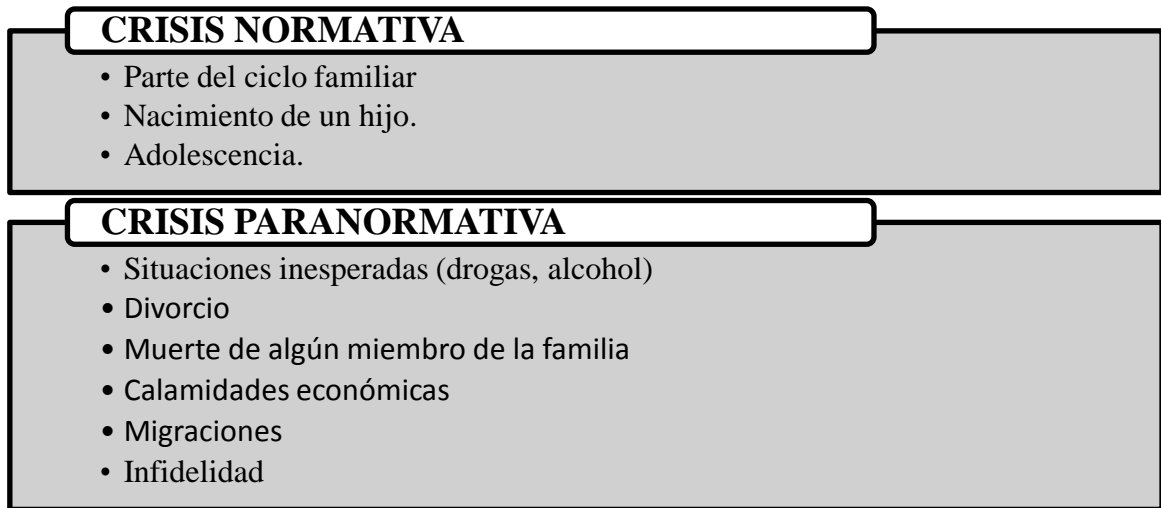 CRISIS NORMATIVA
• Parte del ciclo familiar
• Nacimiento de un hijo.
• Adolescencia.
CRISIS PARANORMATIVA
• Situaciones inesperadas (drogas, alcohol)
• Divorcio
• Muerte de algún miembro de la familia
• Calamidades económicas
• Migraciones
• Infidelidad